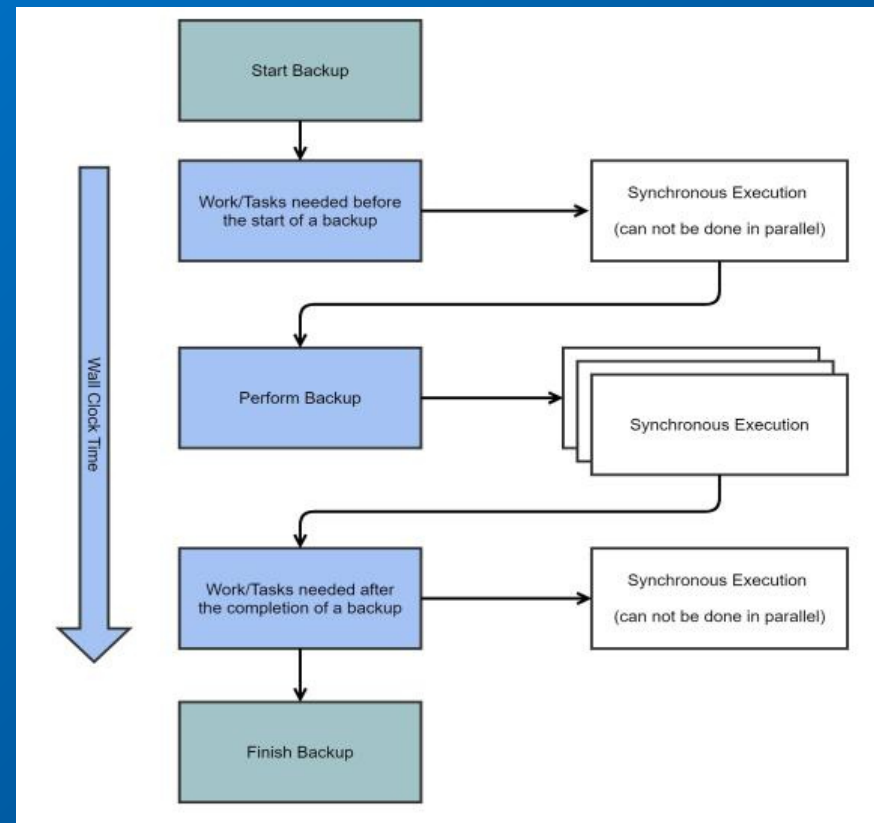 Start Backup
Work/Tasks needed before
the start of a backup
Synchronous Execution
(can not be done in parallel)
Wall Clock Time
Perform Backup
Synchronous Execution
Work/Tasks needed after
the completion of a backup
Synchronous Execution
(can not be done in parallel)
Finish Backup